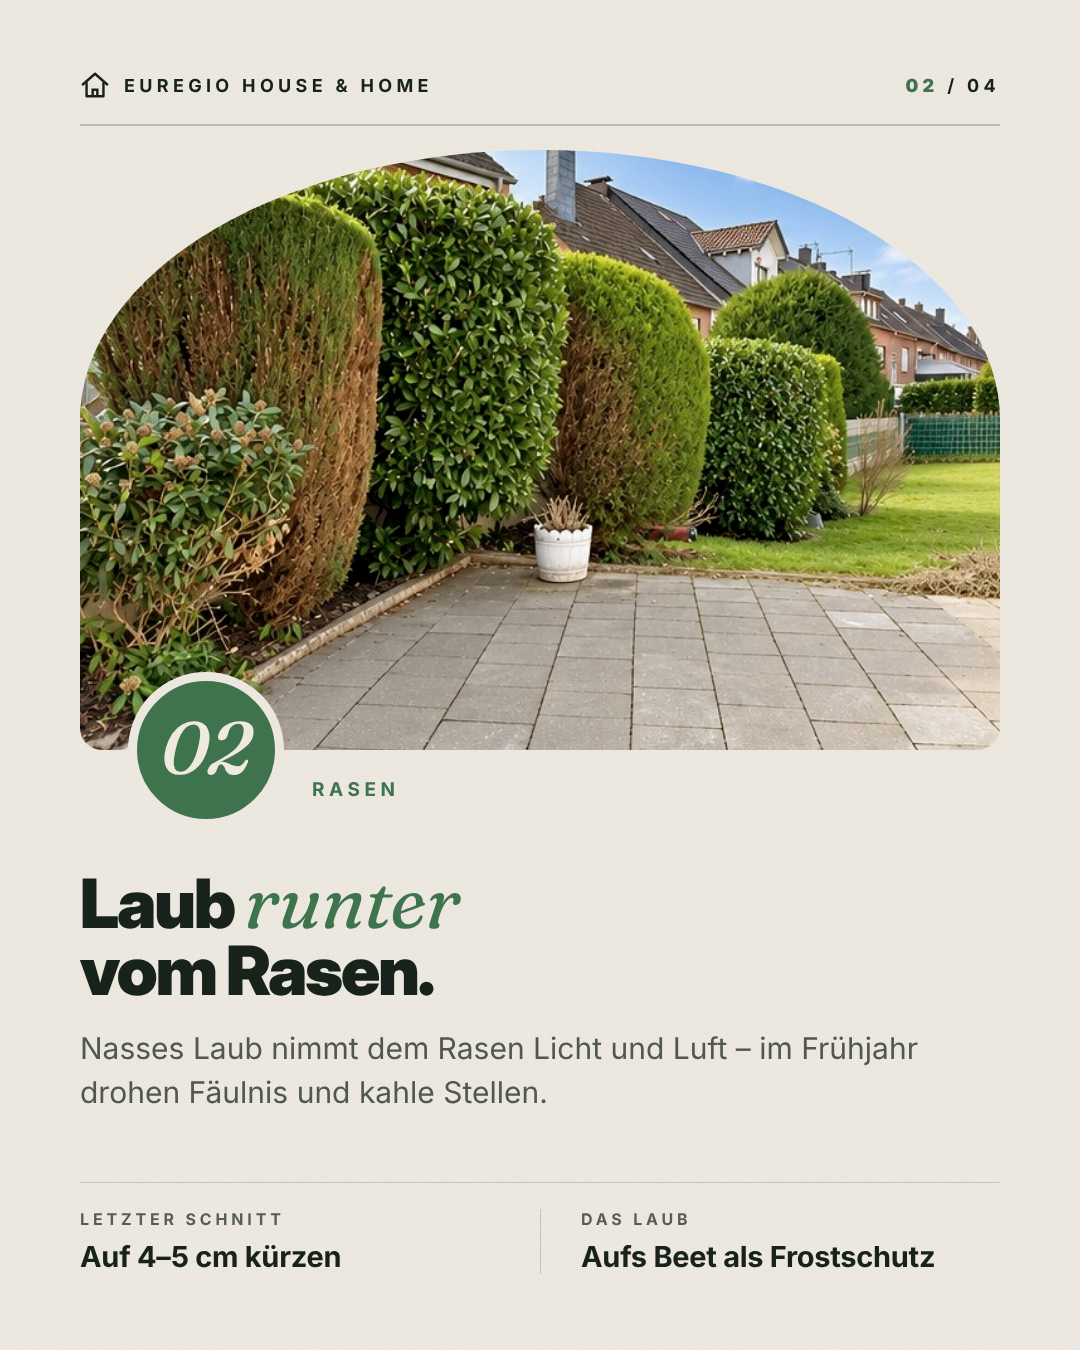 EUREGIO HOUSE & HOME
02 / 04
02
RASEN
Laub runter
vom Rasen.
Nasses Laub nimmt dem Rasen Licht und Luft – im Frühjahr
drohen Fäulnis und kahle Stellen.
LETZTER SCHNITT
Auf 4–5 cm kürzen
DAS LAUB
Aufs Beet als Frostschutz